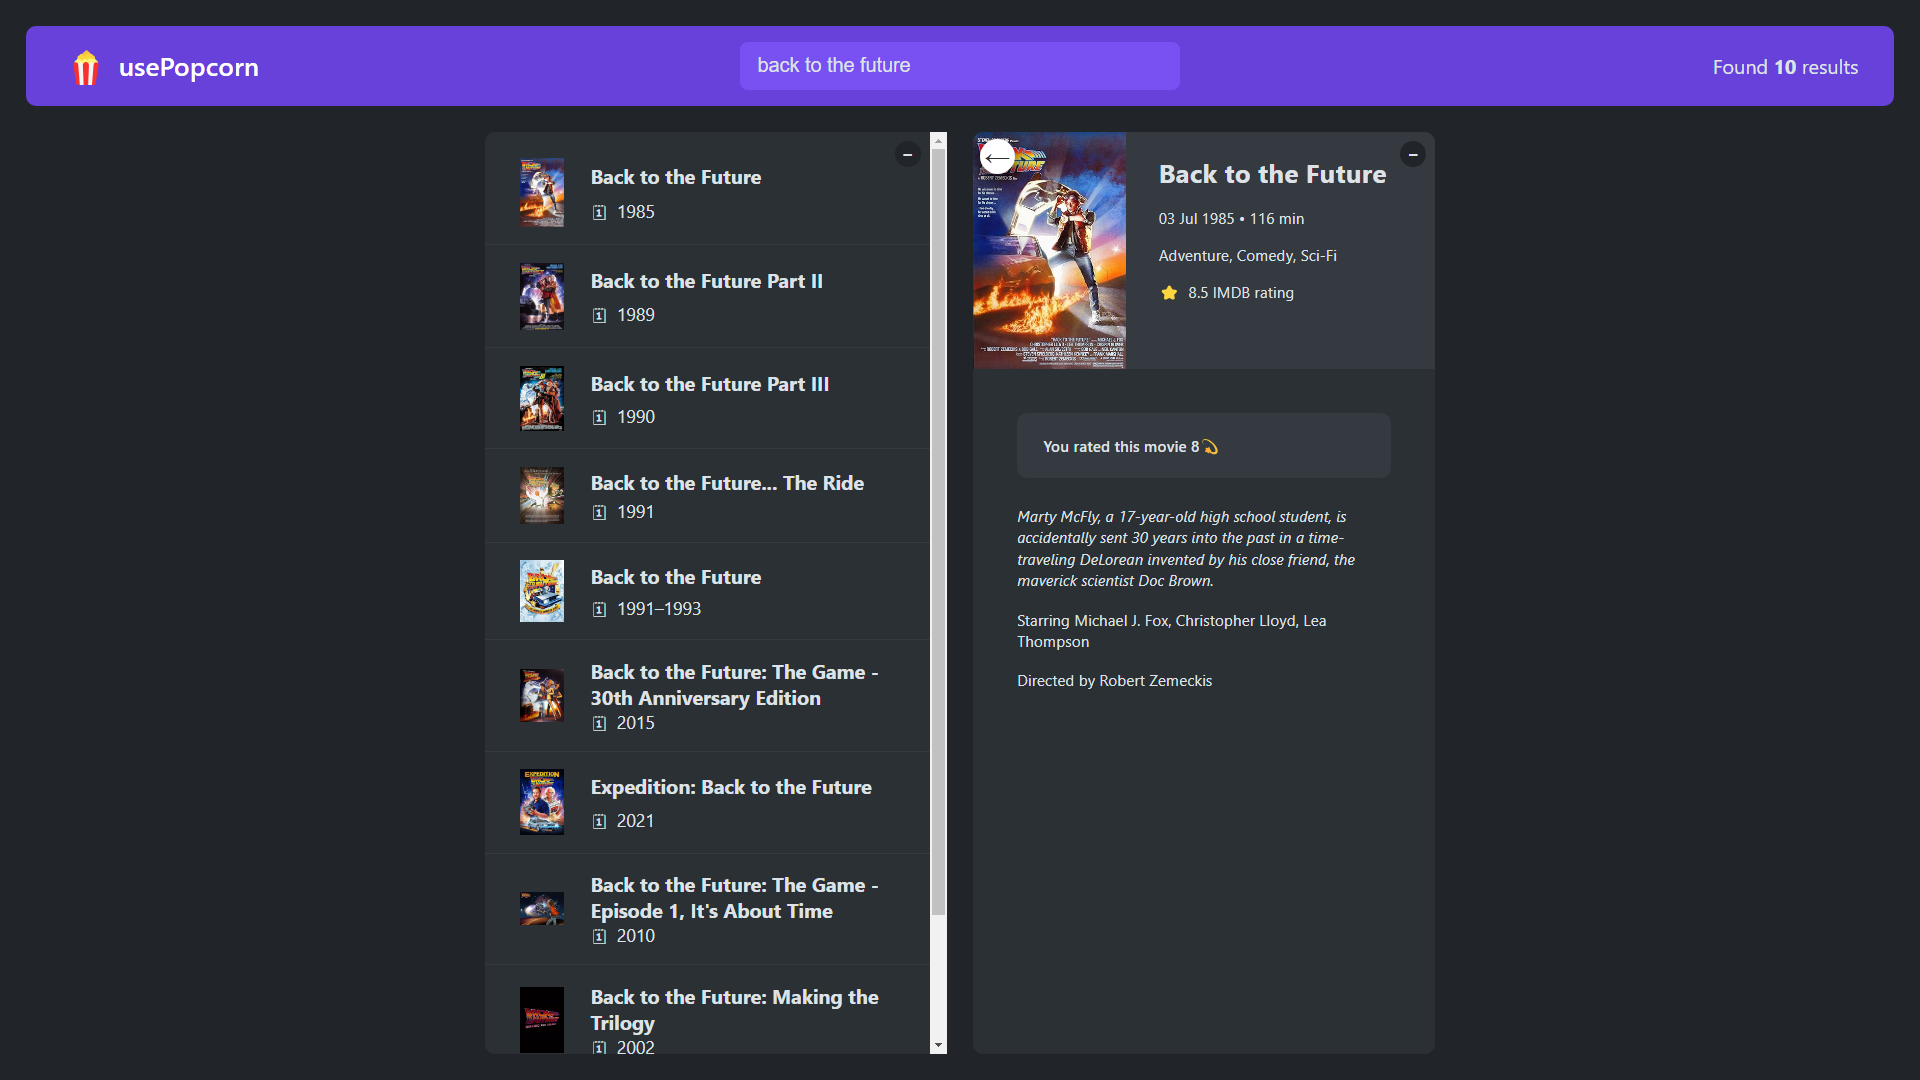 usePopcorn
back to the future
Found 10 results
Back to the Future
1985
Back to the Future Part II
1989
Back to the Future Part III
1990
Back to the Future... The Ride
1991
Back to the Future
1991–1993
Back to the Future: The Game -
30th Anniversary Edition
2015
EXPEDITION
Expedition: Back to the Future
2021
Back to the Future: The Game -
Episode 1, It's About Time
2010
Back to the Future: Making the
Trilogy
2002
Back to the Future
03 Jul 1985 • 116 min
Adventure, Comedy, Sci-Fi
8.5 IMDB rating
You rated this movie 8
Marty McFly, a 17-year-old high school student, is
accidentally sent 30 years into the past in a time-
traveling DeLorean invented by his close friend, the
maverick scientist Doc Brown.
Starring Michael J. Fox, Christopher Lloyd, Lea
Thompson
Directed by Robert Zemeckis